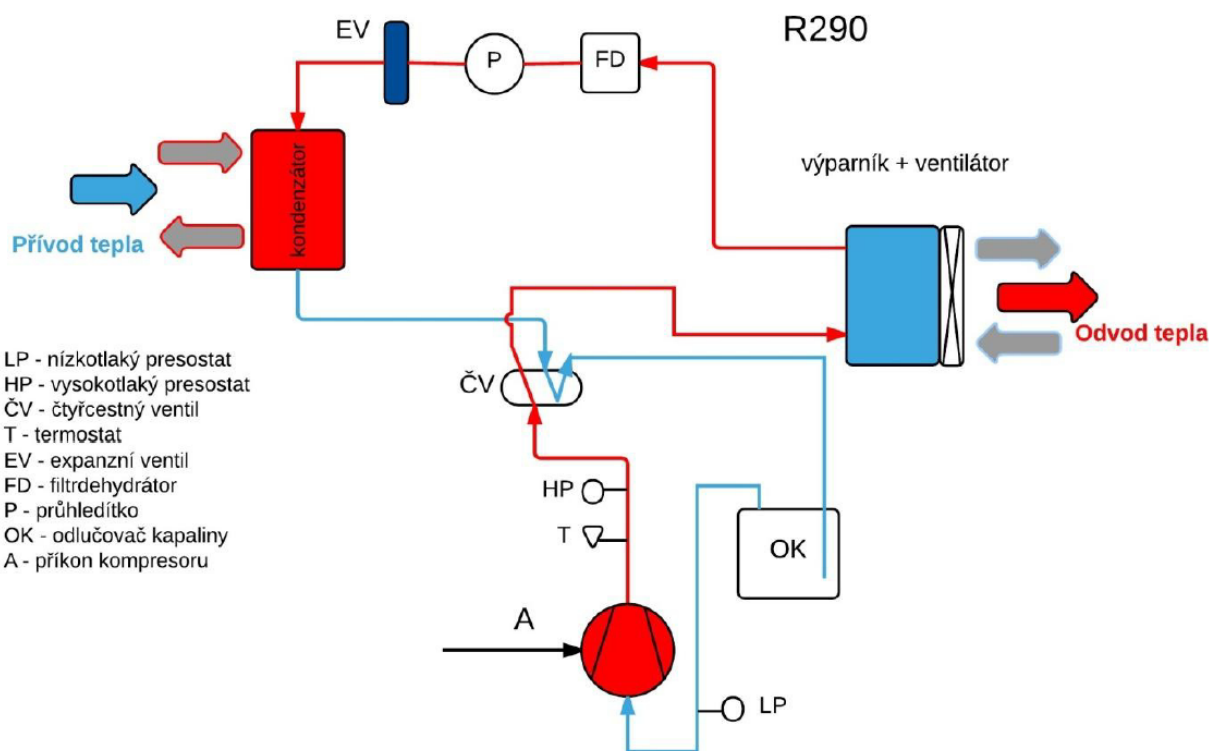 R290
EV
P
FD
výparník + ventilátor
kondenzátor
Přívod tepla
Odvod tepla
ČV
LP - nízkotlaký presostat
HP - vysokotlaký presostat
ČV - čtyřcestný ventil
T - termostat
EV - expanzní ventil
FD - filtrdehydrátor
P - průhledítko
OK - odlučovač kapaliny
A - příkon kompresoru
HP
T
OK
A
LP